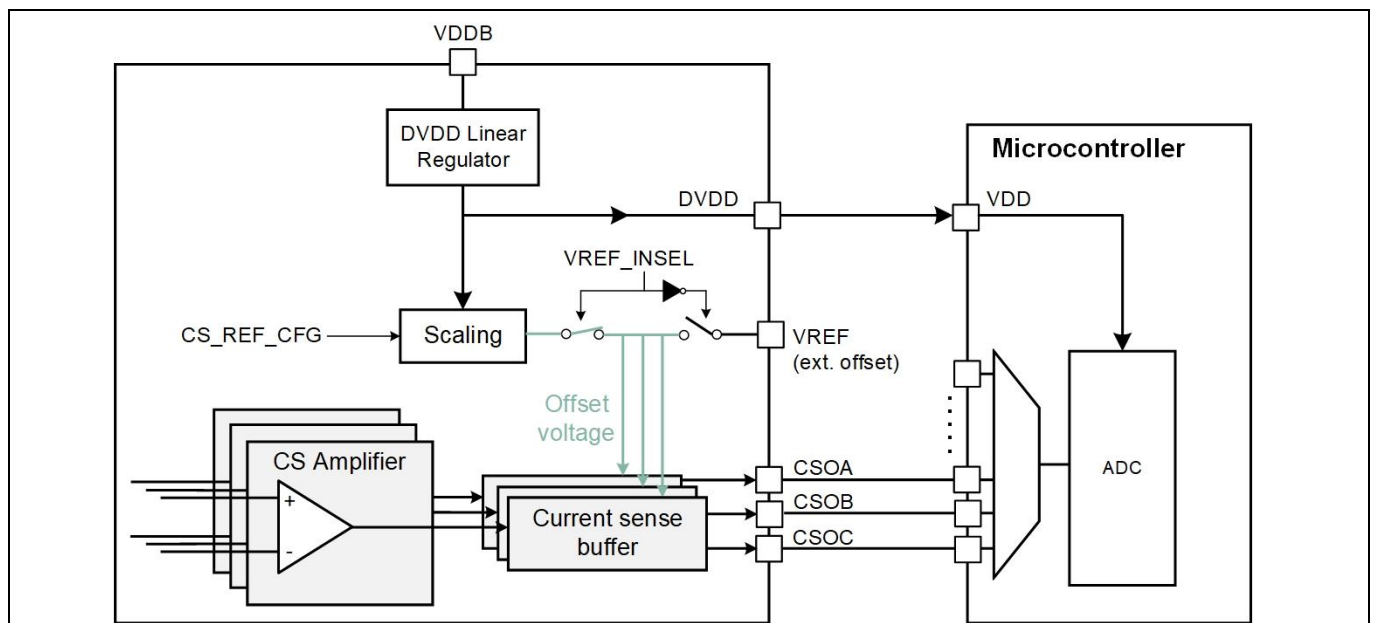 VDDB
DVDD Linear
Regulator
Microcontroller
DVDD
VDD
VREF_INSEL
CS_REF_CFG
Scaling
VREF
(ext. offset)
Offset
voltage
CS Amplifier
+
-
Current sense
buffer
CSOA
CSOB
CSOC
ADC